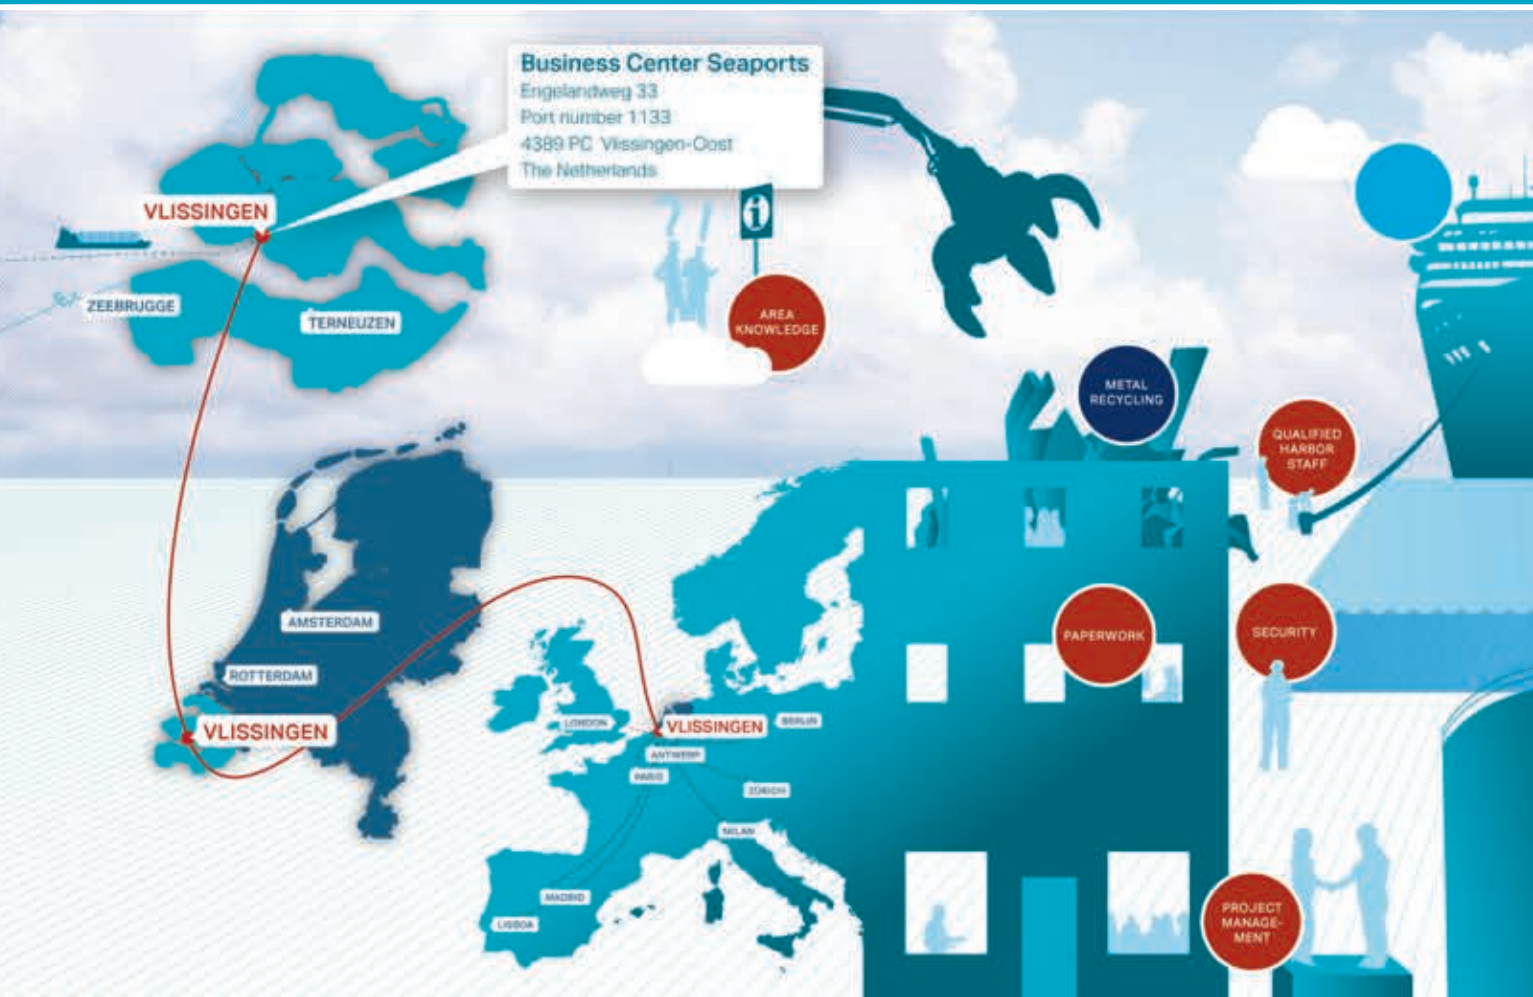 Business Center Seaports
Engelandweg 33
Port number 1133
4389 PC Vlissingen-Oost
The Netherlands
VLISSINGEN
ZEEBRUGGE
TERNEUZEN
i
AREA
KNOWLEDGE
METAL
RECYCLING
QUALIFIED
HARBOR
STAFF
AMSTERDAM
ROTTERDAM
VLISSINGEN
LONDON
VLISSINGEN
BERLIN
ANTWERP
PARIS
ZÜRICH
MILAN
MADRID
LISBOA
PAPERWORK
SECURITY
PROJECT
MANAGE-
MENT